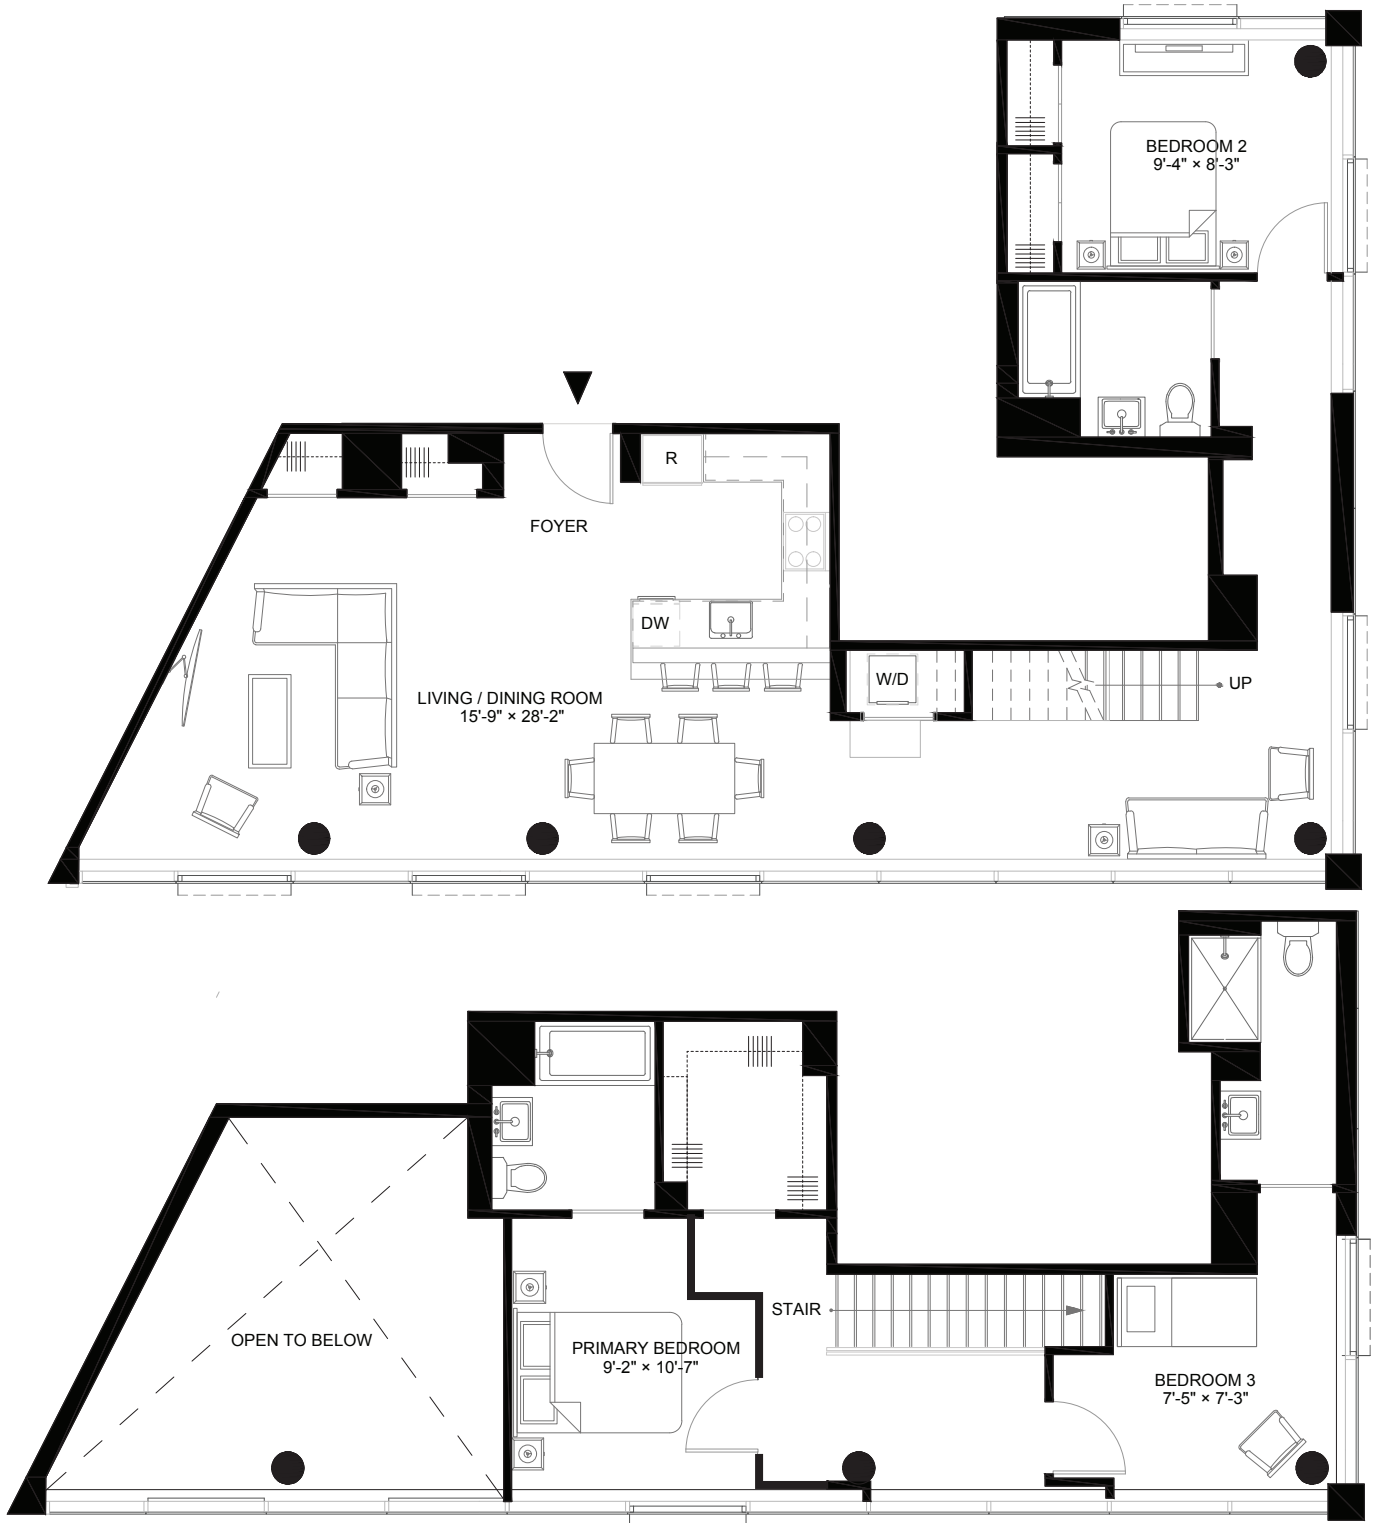 BEDROOM 2
9'-4" × 8'-3"
R
FOYER
DW
LIVING / DINING ROOM
15'-9" × 28'-2"
W/D
UP
STAIR
OPEN TO BELOW
PRIMARY BEDROOM
9'-2" × 10'-7"
BEDROOM 3
7'-5" × 7'-3"